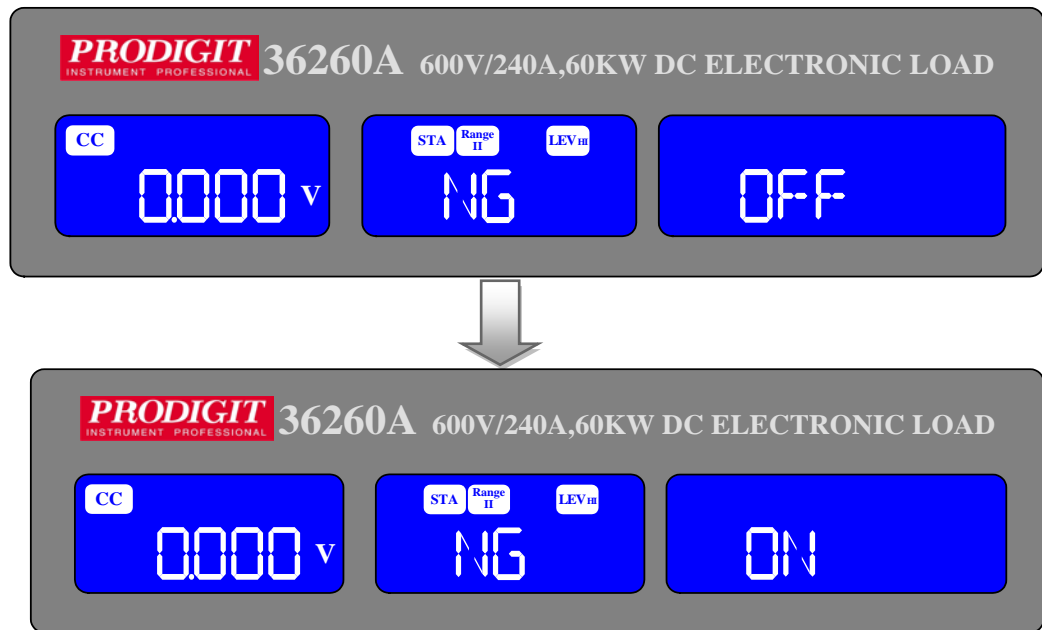 PRODIGIT
INSTRUMENT PROFESSIONAL
36260A 600V/240A,60KW DC ELECTRONIC LOAD
CC
0.000 V
STA Range II LEV HI
NG
OFF
PRODIGIT
INSTRUMENT PROFESSIONAL
36260A 600V/240A,60KW DC ELECTRONIC LOAD
CC
0.000 V
STA Range II LEV HI
NG
ON